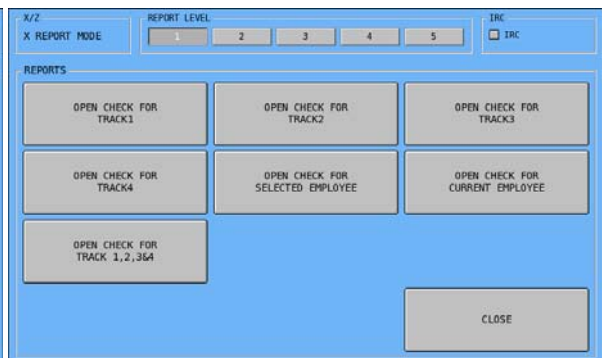 X/Z
X REPORT MODE
REPORT LEVEL
1 2 3 4 5
IRC
IRC
REPORTS
OPEN CHECK FOR
TRACK1
OPEN CHECK FOR
TRACK2
OPEN CHECK FOR
TRACK3
OPEN CHECK FOR
TRACK4
OPEN CHECK FOR
SELECTED EMPLOYEE
OPEN CHECK FOR
CURRENT EMPLOYEE
OPEN CHECK FOR
TRACK 1,2,3&4
CLOSE